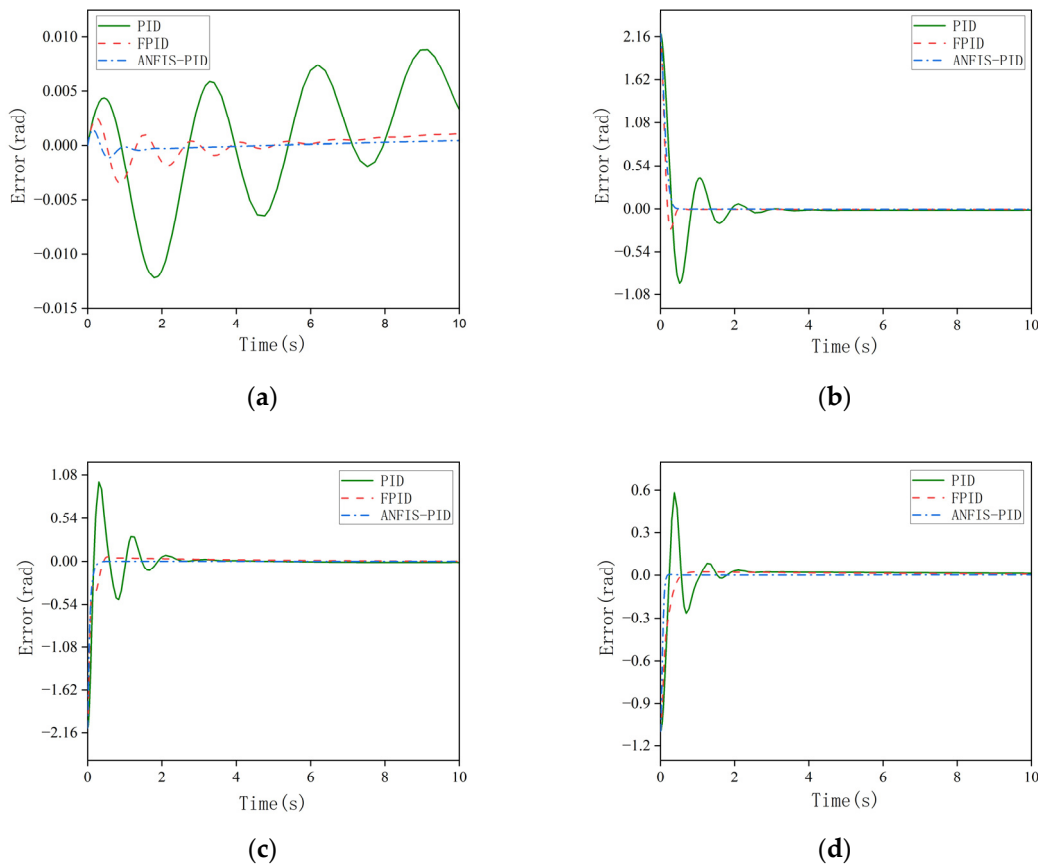 PID
FPID
ANFIS-PID
0.010
0.005
0.000
−0.005
−0.010
−0.015
Error(rad)
0 2 4 6 8 10
Time(s)
(a)
PID
FPID
ANFIS-PID
2.16
1.62
1.08
0.54
0.00
−0.54
−1.08
Error(rad)
0 2 4 6 8 10
Time(s)
(b)
PID
FPID
ANFIS-PID
1.08
0.54
0.00
−0.54
−1.08
−1.62
−2.16
Error(rad)
0 2 4 6 8 10
Time(s)
(c)
PID
FPID
ANFIS-PID
0.6
0.3
0.0
−0.3
−0.6
−0.9
−1.2
Error(rad)
0 2 4 6 8 10
Time(s)
(d)